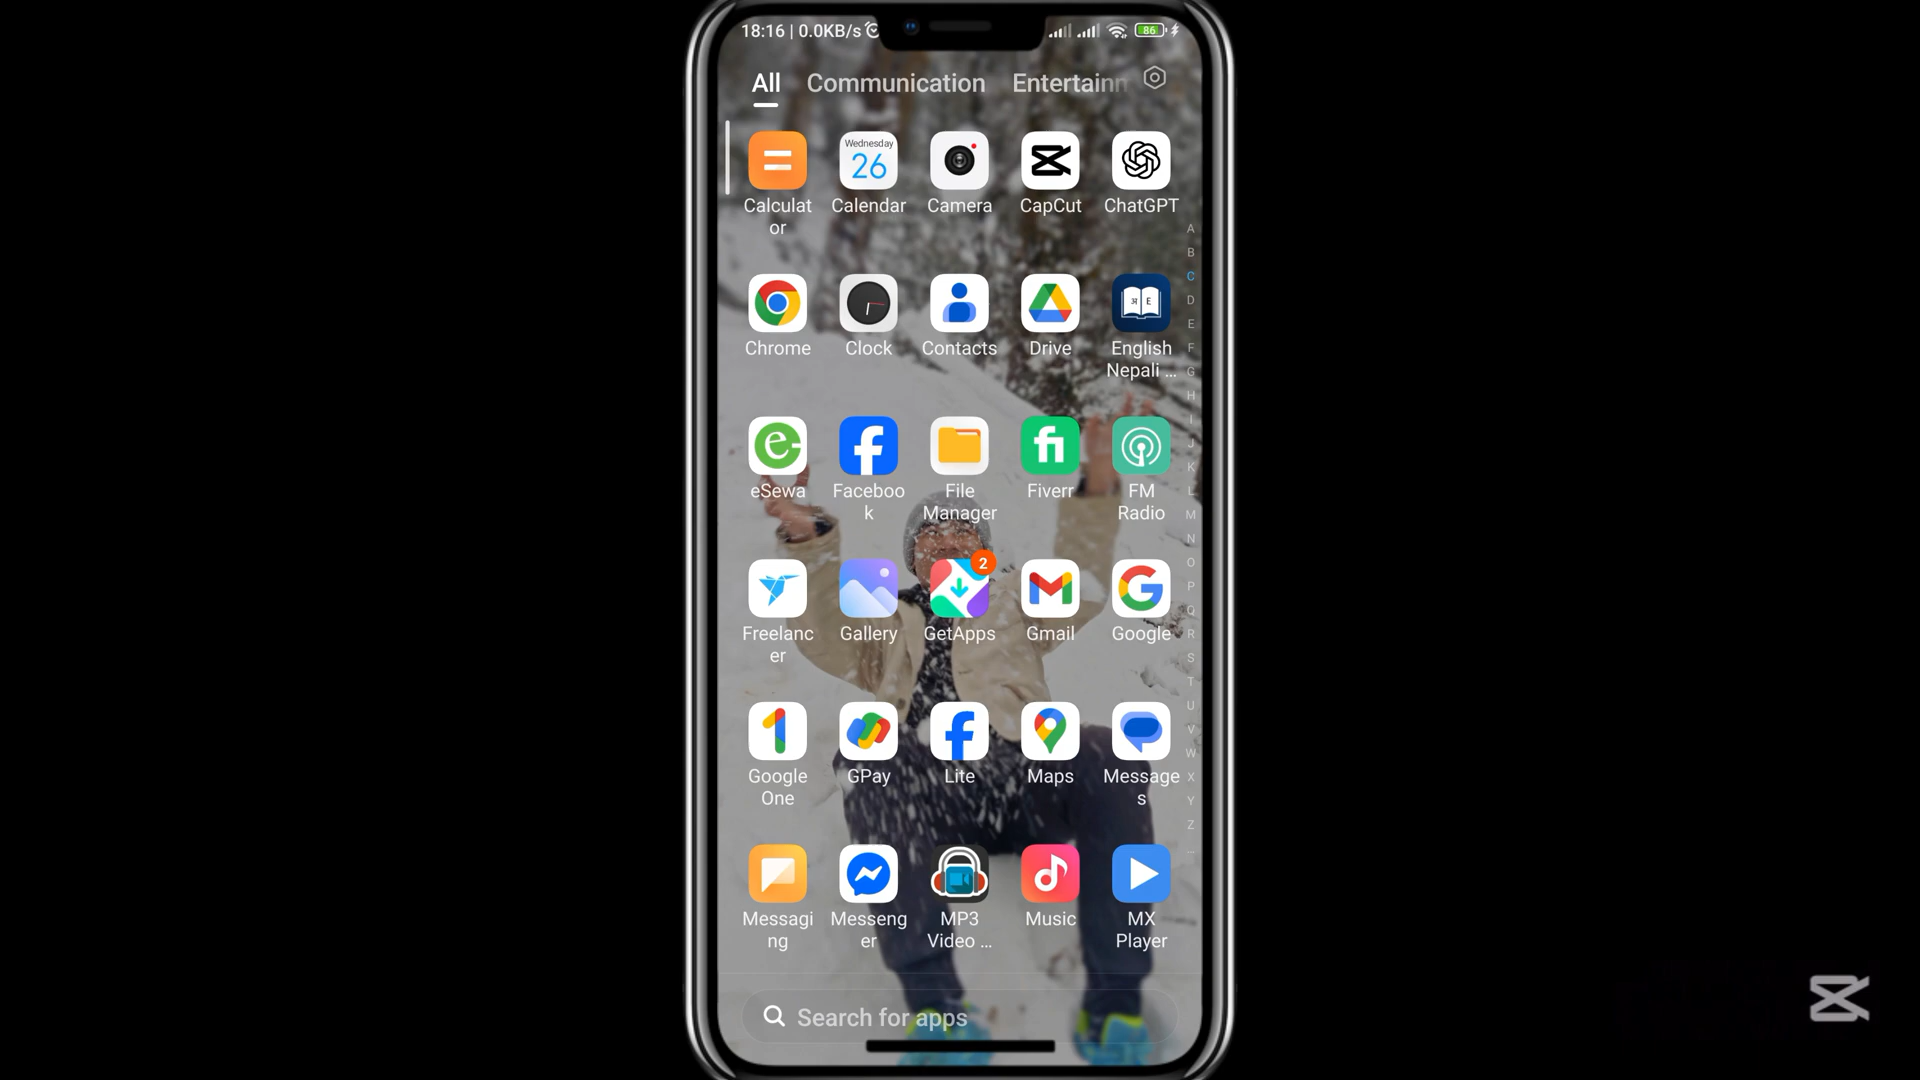 18:16 | 0.0KB/s
86
All Communication Entertainm
Wednesday
26
Calculat
or
Calendar
Camera
CapCut
ChatGPT
Chrome
Clock
Contacts
Drive
अ E
English
Nepali ...
eSewa
Faceboo
k
File
Manager
fi
Fiverr
FM
Radio
Freelanc
er
Gallery
2
GetApps
Gmail
Google
Google
One
GPay
Lite
Maps
Message
s
Messagi
ng
Messeng
er
MP3
Video ...
Music
MX
Player
A
B
C
D
E
F
G
H
I
J
K
L
M
N
O
P
Q
R
S
T
U
V
W
X
Y
Z
Search for apps